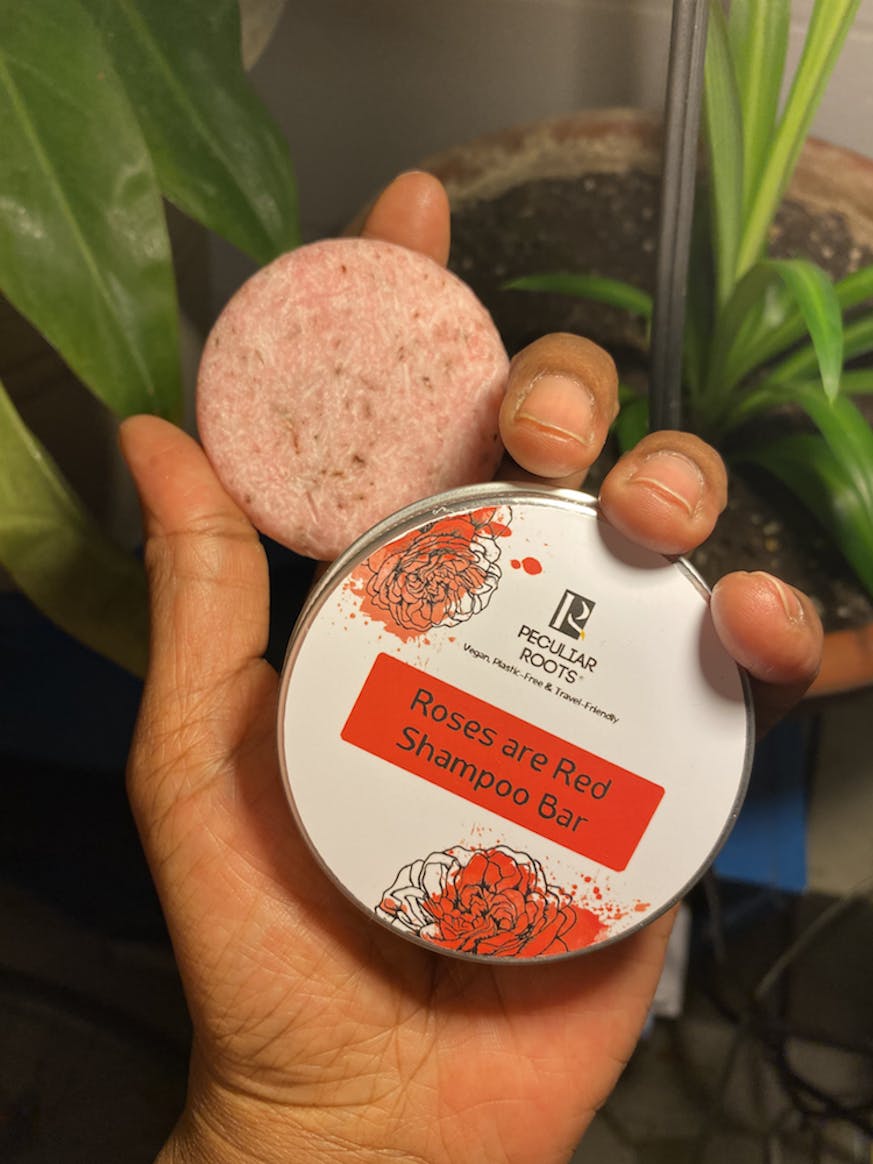 PECULIAR
ROOTS®
Vegan, Plastic-Free & Travel-Friendly
Roses are Red
Shampoo Bar